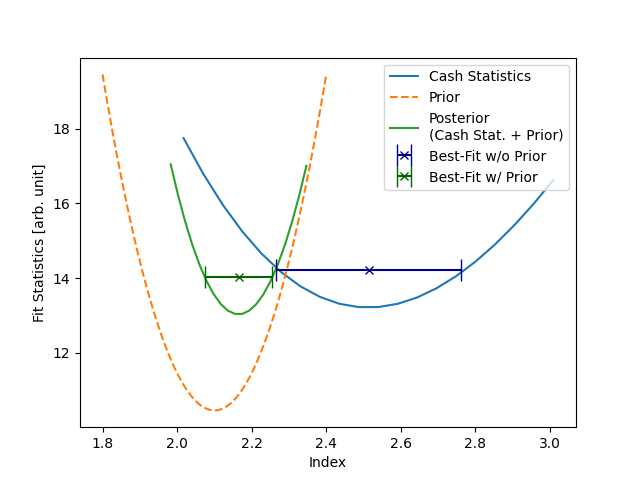 Cash Statistics
Prior
Posterior
(Cash Stat. + Prior)
Best-Fit w/o Prior
Best-Fit w/ Prior
Fit Statistics [arb. unit]
18
16
14
12
1.8 2.0 2.2 2.4 2.6 2.8 3.0
Index